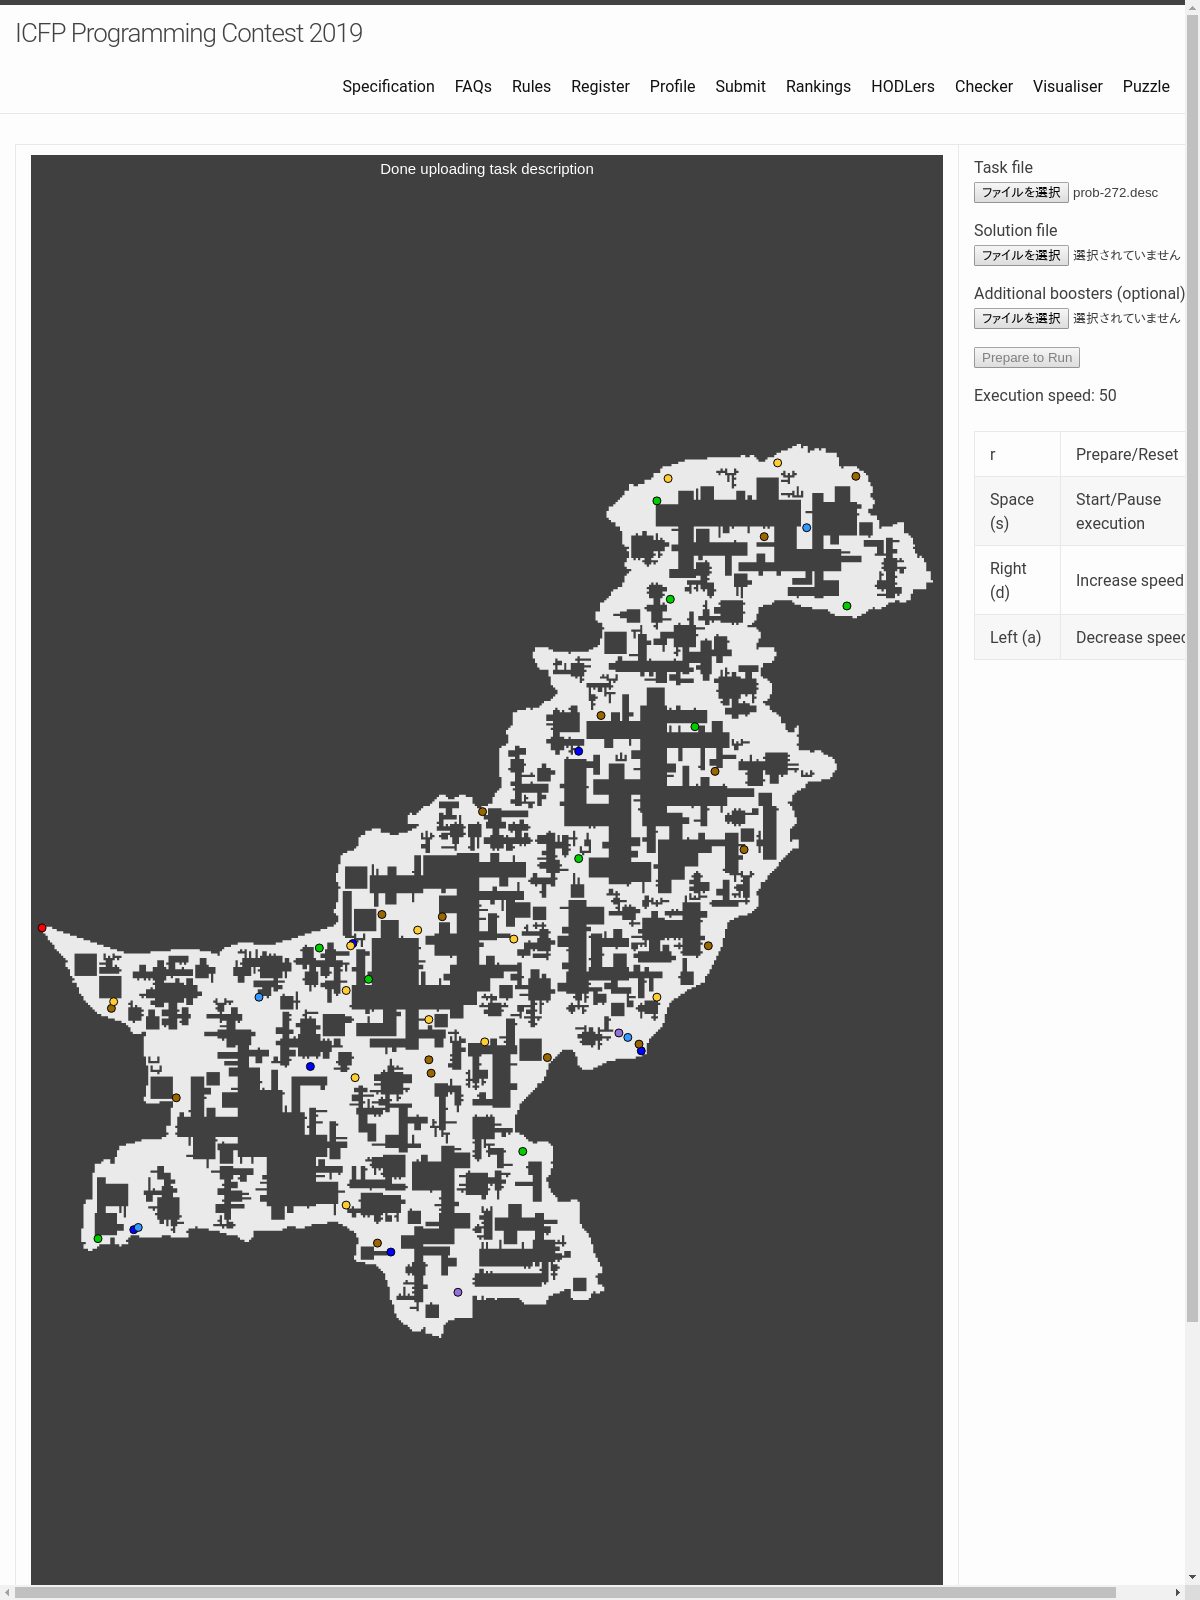 ICFP Programming Contest 2019
Specification FAQs Rules Register Profile Submit Rankings HODLers Checker Visualiser Puzzle
Done uploading task description
Task file
ファイルを選択 prob-272.desc
Solution file
ファイルを選択 選択されていません
Additional boosters (optional)
ファイルを選択 選択されていません
Prepare to Run
Execution speed: 50
r Prepare/Reset
Space Start/Pause
(s) execution
Right
(d) Increase speed
Left (a) Decrease speed